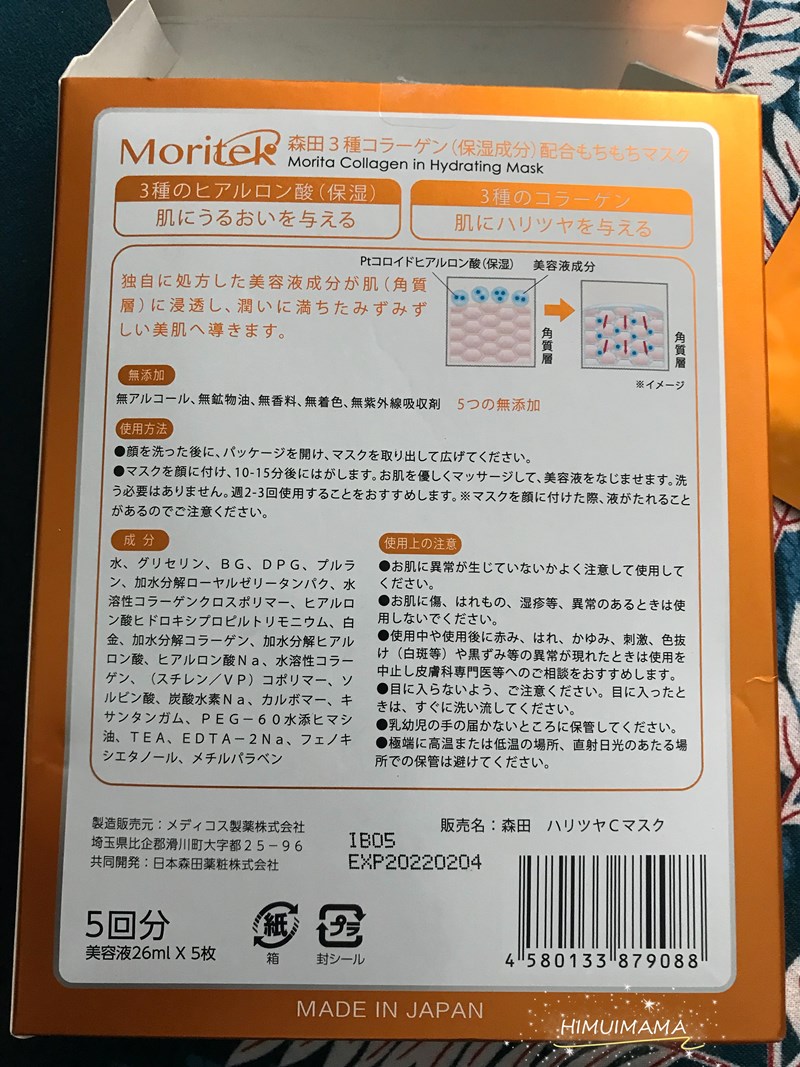 Moritek 森田3種コラーゲン(保湿成分)配合もちもちマスク
Morita Collagen in Hydrating Mask
3種のヒアルロン酸(保湿)
肌にうるおいを与える
3種のコラーゲン
肌にハリツヤを与える
Ptコロイドヒアルロン酸(保湿) 美容液成分
独自に処方した美容液成分が肌(角質
層)に浸透し、潤いに満ちたみずみず
しい美肌へ導きます。
角質層
角質層
※イメージ
無添加
無アルコール、無鉱物油、無香料、無着色、無紫外線吸収剤 5つの無添加
使用方法
●顔を洗った後に、パッケージを開け、マスクを取り出して広げてください。
●マスクを顔に付け、10-15分後にはがします。お肌を優しくマッサージして、美容液をなじませます。洗
う必要はありません。週2-3回使用することをおすすめします。※マスクを顔に付けた際、液がたれること
があるのでご注意ください。
成分
水、グリセリン、BG、DPG、プルラ
ン、加水分解ローヤルゼリータンパク、水
溶性コラーゲンクロスポリマー、ヒアルロ
ン酸ヒドロキシプロピルトリモニウム、白
金、加水分解コラーゲン、加水分解ヒアル
ロン酸、ヒアルロン酸Na、水溶性コラー
ゲン、(スチレン/VP)コポリマー、ソ
ルビン酸、炭酸水素Na、カルボマー、キ
サンタンガム、PEG-60水添ヒマシ
油、TEA、EDTA-2Na、フェノキ
シエタノール、メチルパラベン
使用上の注意
●お肌に異常が生じていないかよく注意して使用して
ください。
●お肌に傷、はれもの、湿疹等、異常のあるときは使
用しないでください。
●使用中や使用後に赤み、はれ、かゆみ、刺激、色抜
け(白斑等)や黒ずみ等の異常が現れたときは使用を
中止し皮膚科専門医等へのご相談をおすすめします。
●目に入らないよう、ご注意ください。目に入ったと
きは、すぐに洗い流してください。
●乳幼児の手の届かないところに保管してください。
●極端に高温または低温の場所、直射日光のあたる場
所での保管は避けてください。
製造販売元:メディコス製薬株式会社
埼玉県比企郡滑川町大字都25-96
共同開発:日本森田薬粧株式会社
IB05
EXP20220204
販売名:森田 ハリツヤCマスク
5回分
美容液26ml X 5枚
紙
箱
プラ
封シール
4 580133 879088
MADE IN JAPAN
HIMUIMAMA